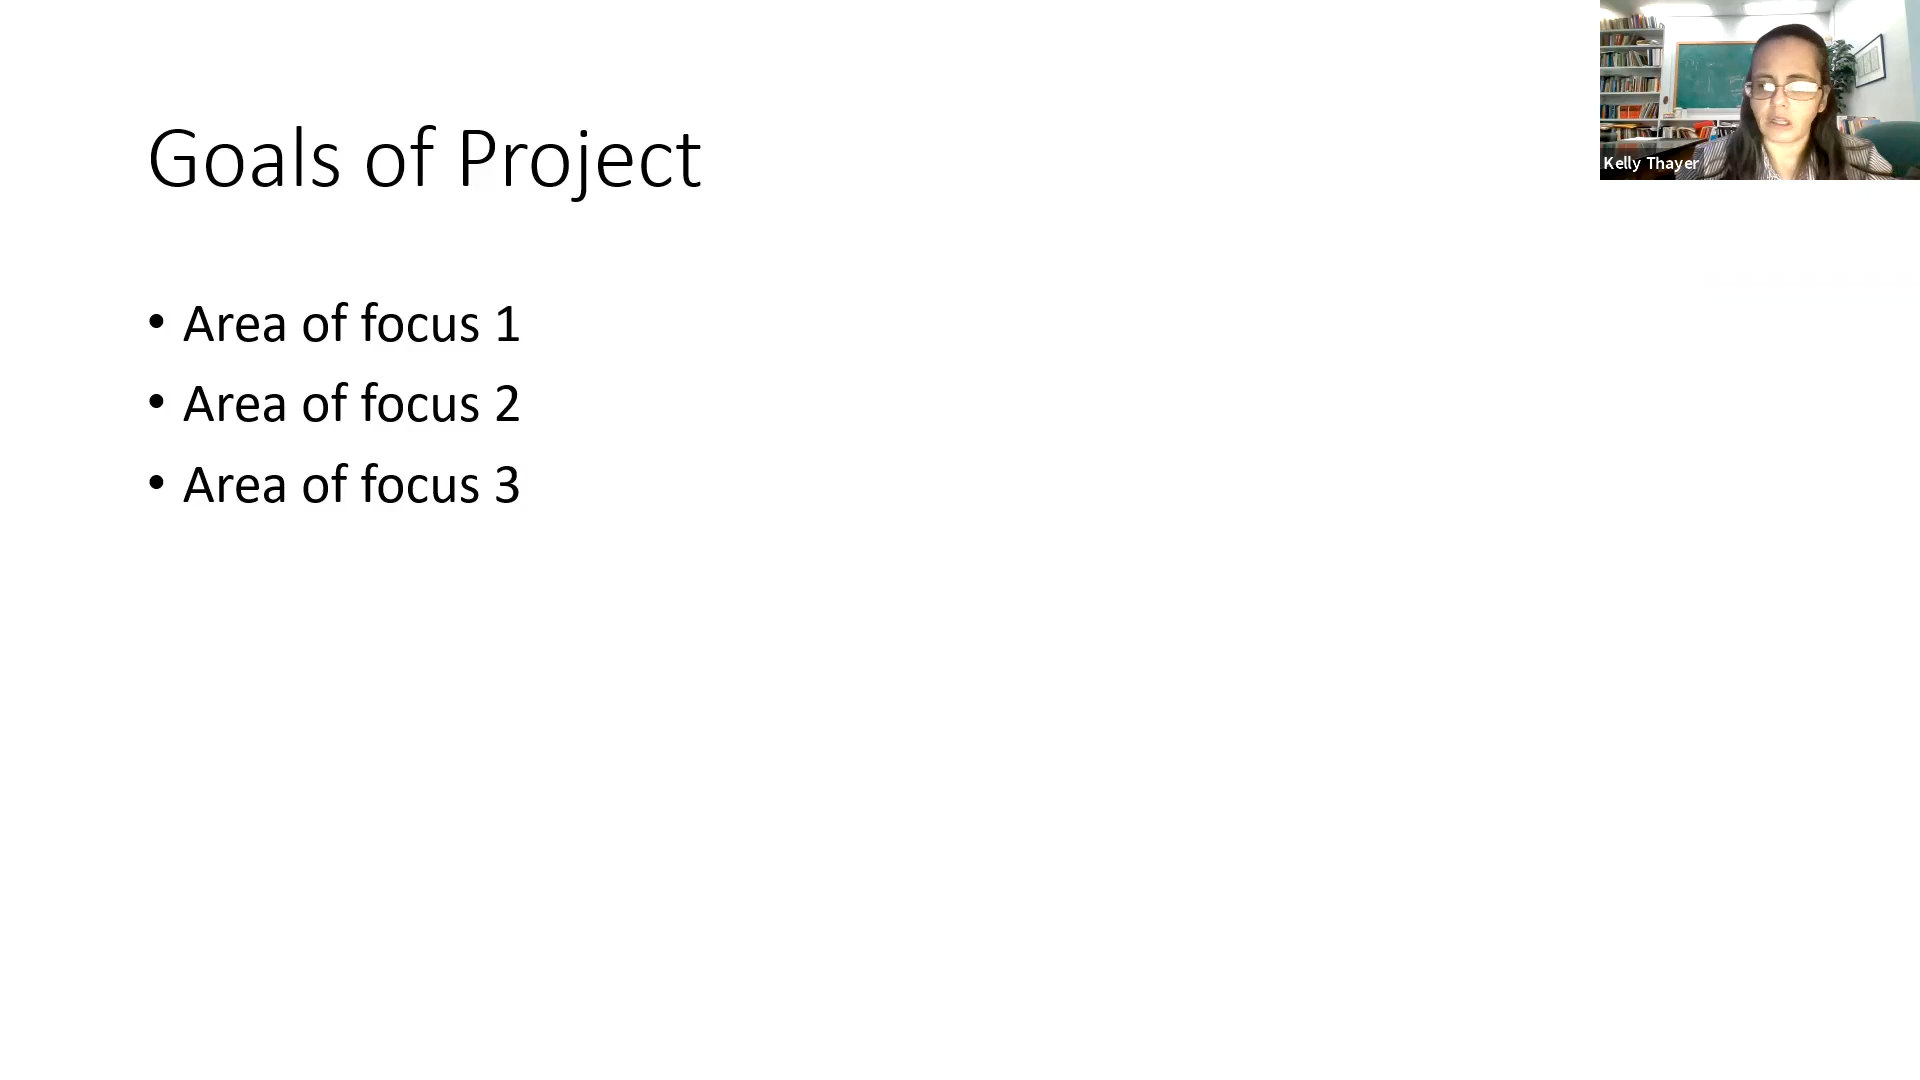 Goals of Project
• Area of focus 1
• Area of focus 2
• Area of focus 3
Kelly Thayer